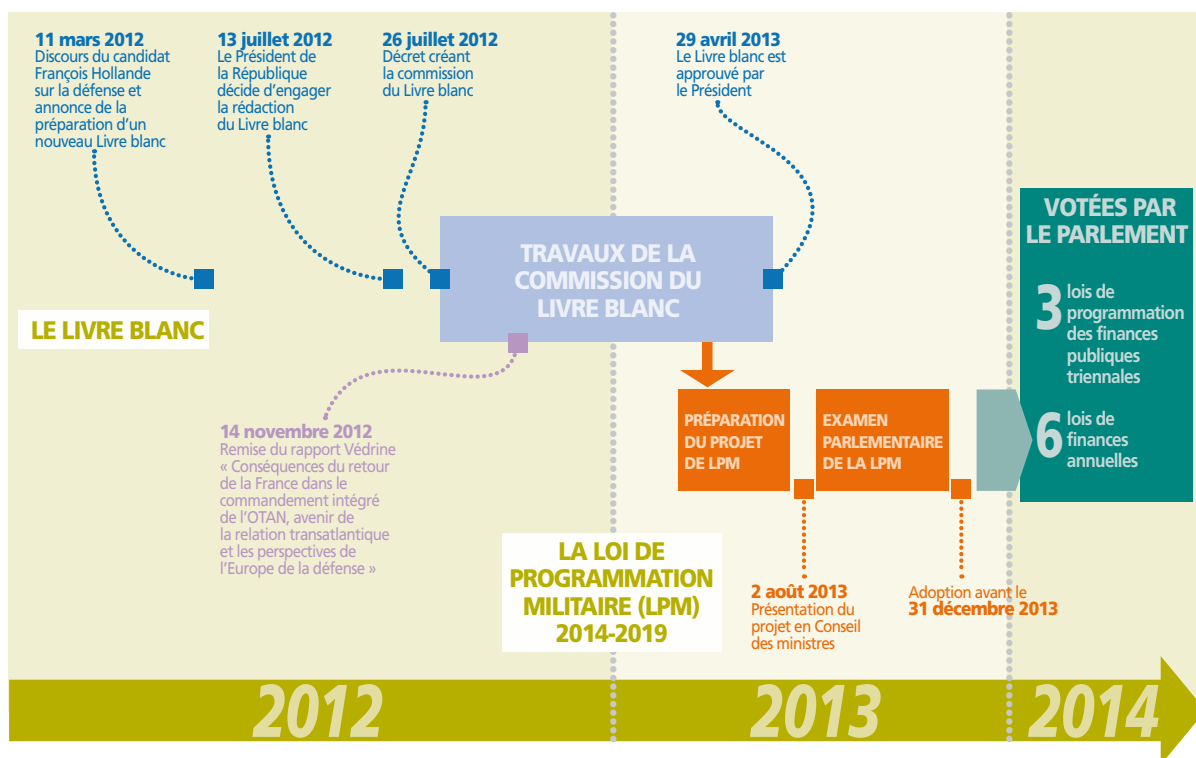 11 mars 2012
Discours du candidat
François Hollande
sur la défense et
annonce de la
préparation d'un
nouveau Livre blanc
13 juillet 2012
Le Président de
la République
décide d'engager
la rédaction
du Livre blanc
26 juillet 2012
Décret créant
la commission
du Livre blanc
29 avril 2013
Le Livre blanc est
approuvé par
le Président
TRAVAUX DE LA
COMMISSION DU
LIVRE BLANC
LE LIVRE BLANC
14 novembre 2012
Remise du rapport Védrine
« Conséquences du retour
de la France dans le
commandement intégré
de l'OTAN, avenir de
la relation transatlantique
et les perspectives de
l'Europe de la défense »
PRÉPARATION
DU PROJET
DE LPM
EXAMEN
PARLEMENTAIRE
DE LA LPM
VOTÉES PAR
LE PARLEMENT
3 lois de
programmation
des finances
publiques
triennales
6 lois de
finances
annuelles
LA LOI DE
PROGRAMMATION
MILITAIRE (LPM)
2014-2019
2 août 2013
Présentation du
projet en Conseil
des ministres
Adoption avant le
31 décembre 2013
2012
2013
2014